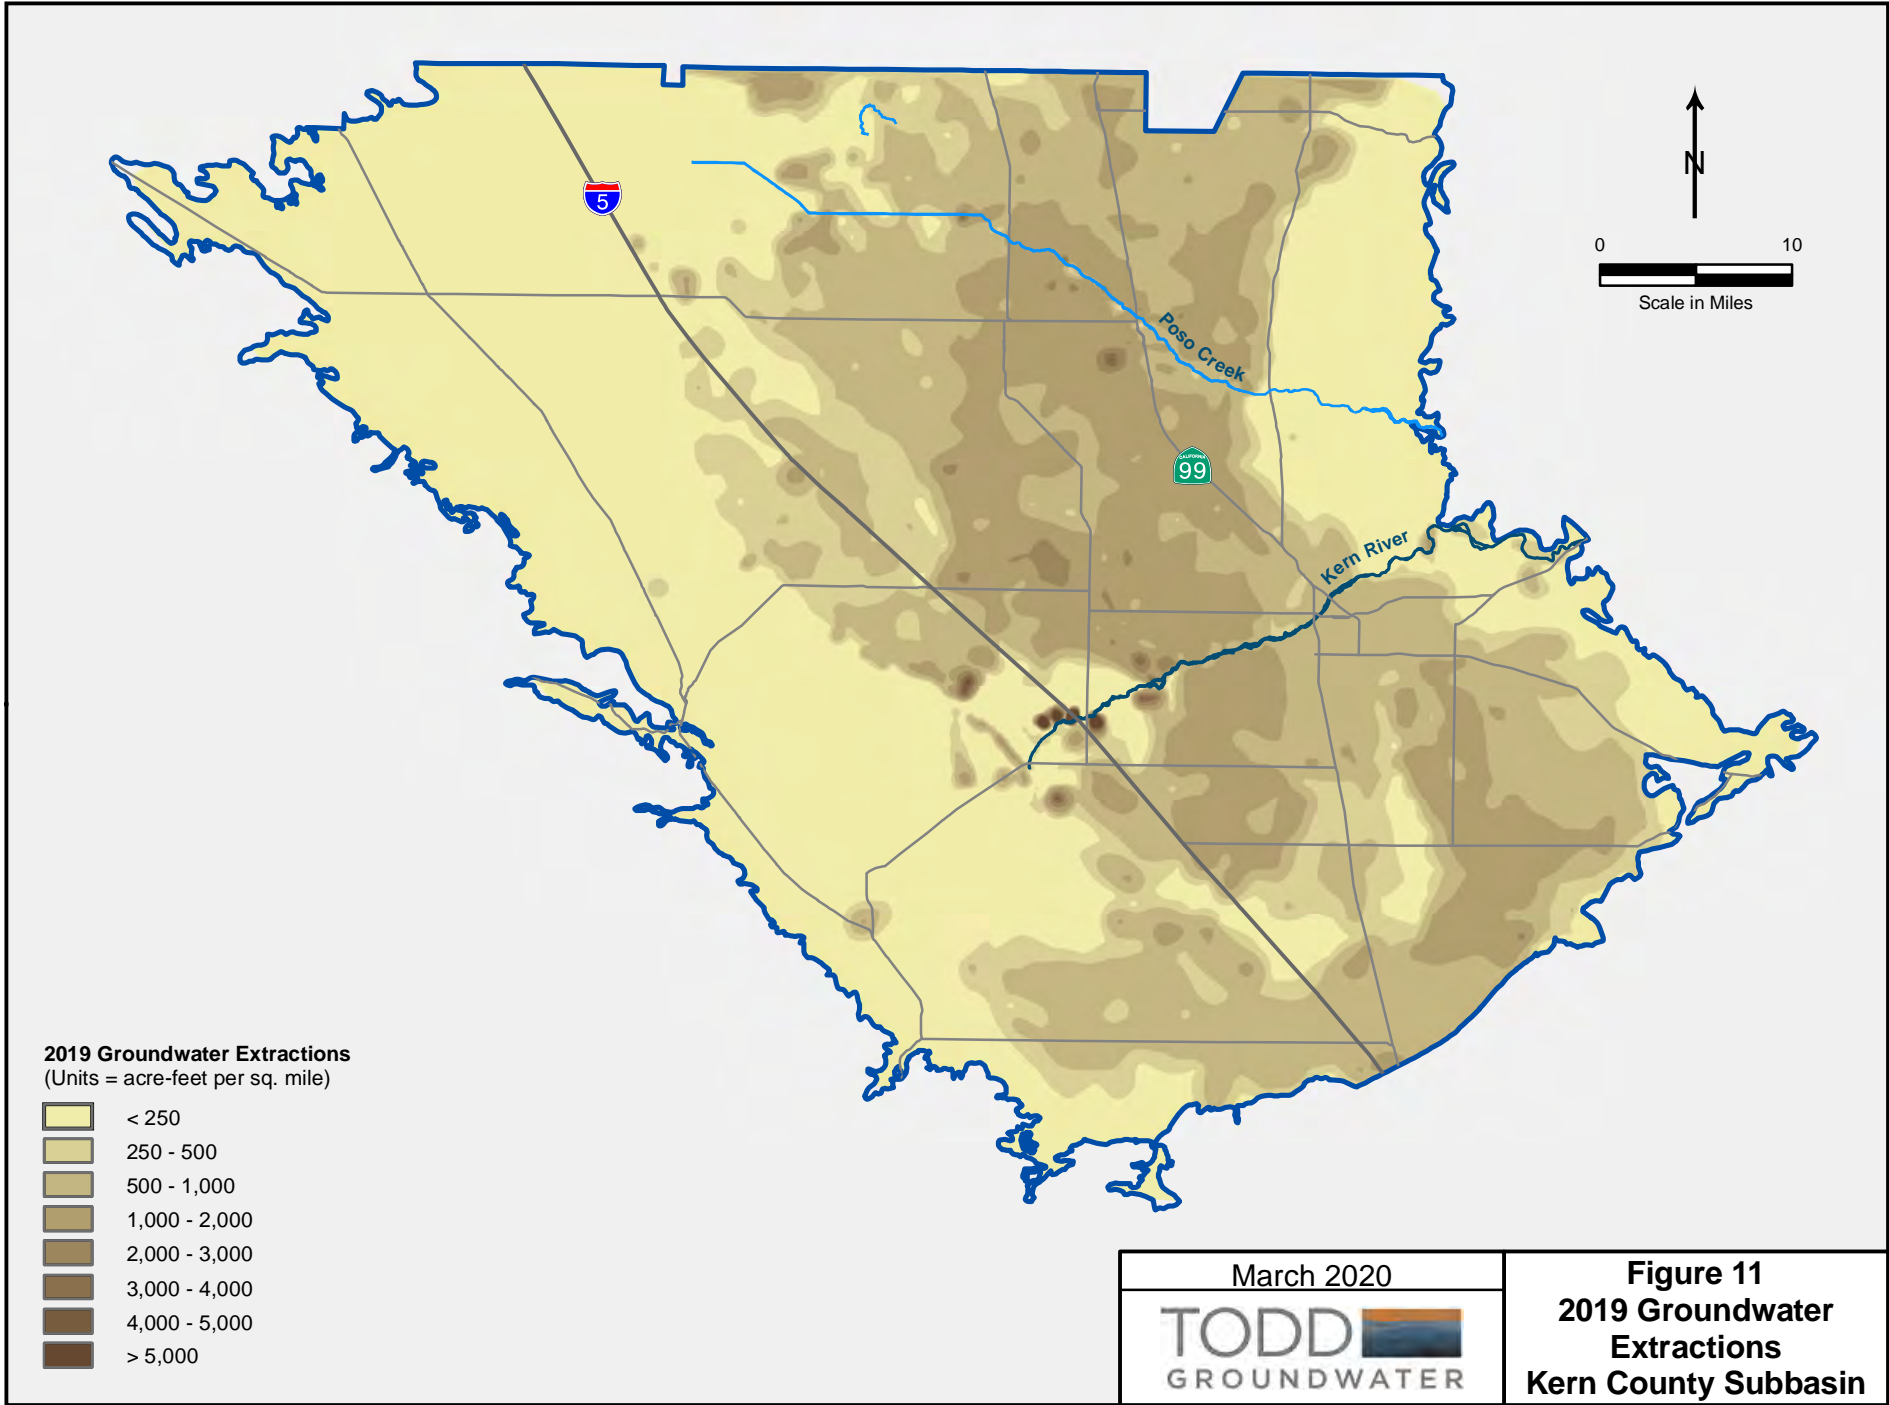 5
N
0 10
Scale in Miles
Poso Creek
CALIFORNIA
99
Kern River
2019 Groundwater Extractions
(Units = acre-feet per sq. mile)
< 250
250 - 500
500 - 1,000
1,000 - 2,000
2,000 - 3,000
3,000 - 4,000
4,000 - 5,000
> 5,000
March 2020
TODD
GROUNDWATER
Figure 11
2019 Groundwater
Extractions
Kern County Subbasin